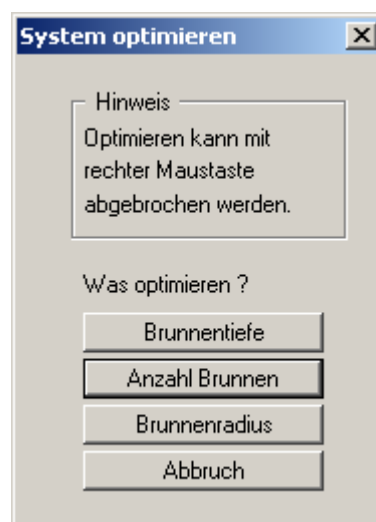 System optimieren
Hinweis
Optimieren kann mit
rechter Maustaste
abgebrochen werden.
Was optimieren ?
Brunnentiefe
Anzahl Brunnen
Brunnenradius
Abbruch